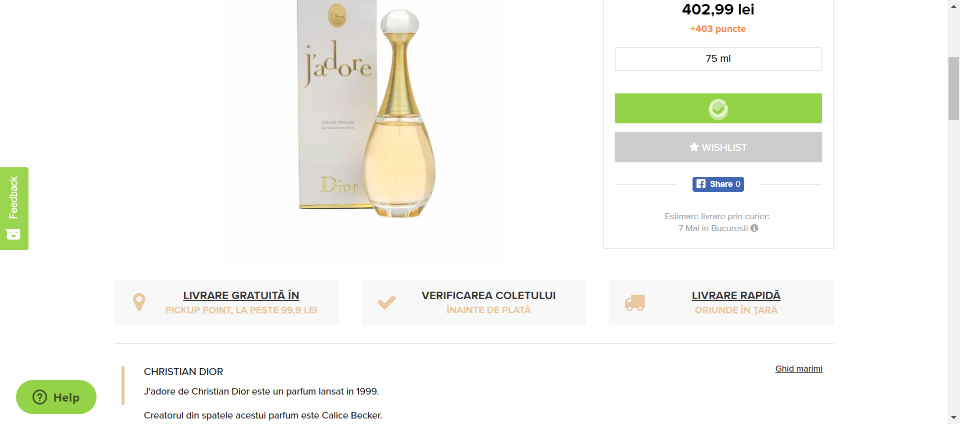 402,99 lei
+403 puncte
75 ml
WISHLIST
Share 0
Estimare livrare prin curier:
7 Mai in Bucuresti
Dior
j'adore
EAU DE PARFUM
Dior
Feedback
LIVRARE GRATUITĂ ÎN
PICKUP POINT, LA PESTE 99,9 LEI
VERIFICAREA COLETULUI
ÎNAINTE DE PLATĂ
LIVRARE RAPIDĂ
ORIUNDE ÎN ȚARĂ
CHRISTIAN DIOR
Ghid marimi
J'adore de Christian Dior este un parfum lansat in 1999.
Creatorul din spatele acestui parfum este Calice Becker.
Help